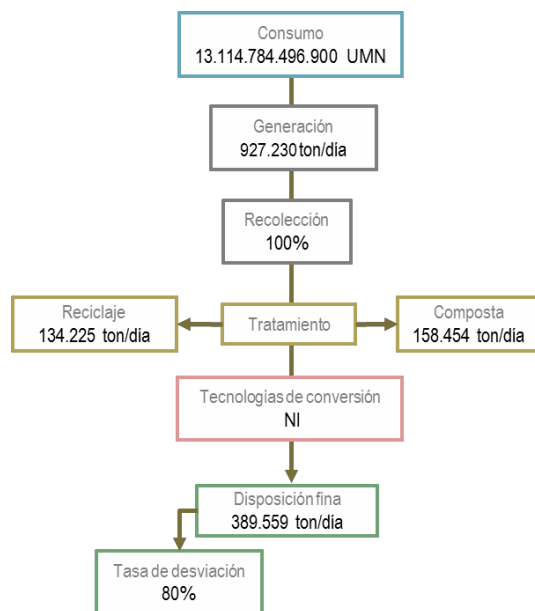 Consumo
13.114.784.496.900 UMN
Generación
927.230 ton/día
Recolección
100%
Reciclaje
134.225 ton/día
Tratamiento
Composta
158.454 ton/día
Tecnologías de conversión
NI
Disposición fina
389.559 ton/día
Tasa de desviación
80%